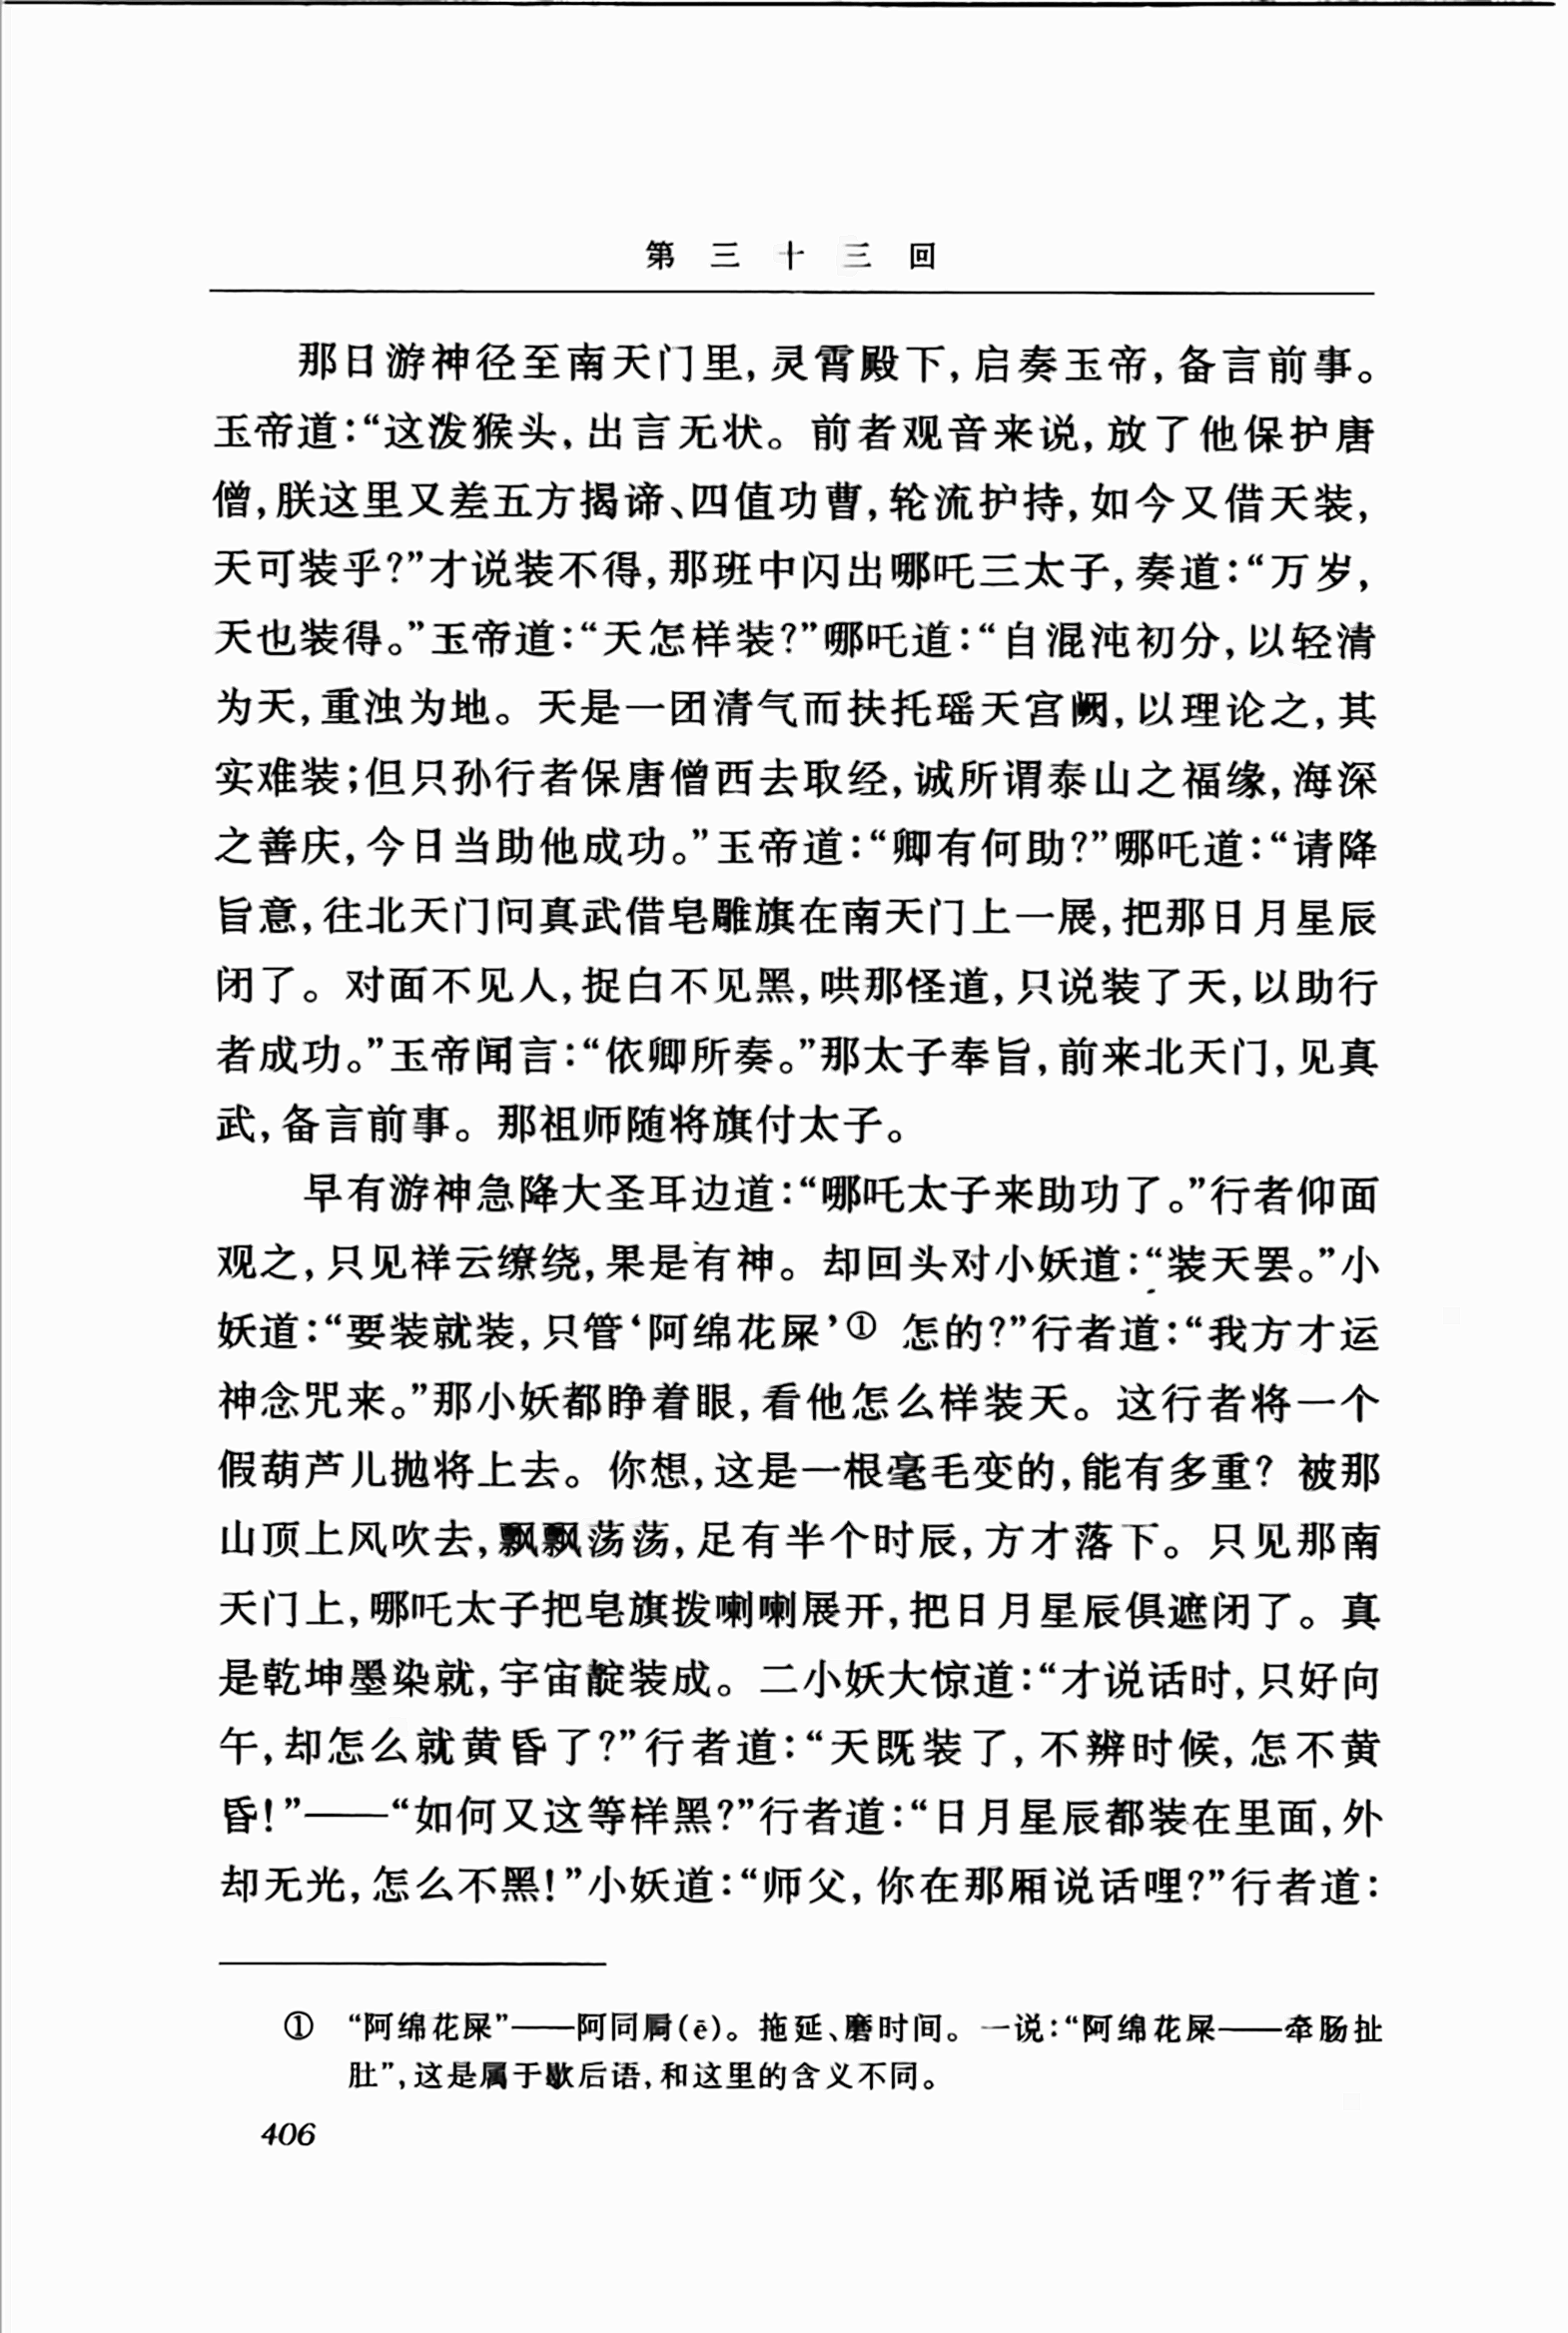 第三十三回
那日游神径至南天门里,灵霄殿下,启奏玉帝,备言前事。
玉帝道:“这泼猴头,出言无状。前者观音来说,放了他保护唐
僧,朕这里又差五方揭谛、四值功曹,轮流护持,如今又借天装,
天可装乎?”才说装不得,那班中闪出哪吒三太子,奏道:“万岁,
天也装得。”玉帝道:“天怎样装?”哪吒道:“自混沌初分,以轻清
为天,重浊为地。天是一团清气而扶托瑶天宫阙,以理论之,其
实难装;但只孙行者保唐僧西去取经,诚所谓泰山之福缘,海深
之善庆,今日当助他成功。”玉帝道:“卿有何助?”哪吒道:“请降
旨意,往北天门问真武借皂雕旗在南天门上一展,把那日月星辰
闭了。对面不见人,捉白不见黑,哄那怪道,只说装了天,以助行
者成功。”玉帝闻言:“依卿所奏。”那太子奉旨,前来北天门,见真
武,备言前事。那祖师随将旗付太子。
早有游神急降大圣耳边道:“哪吒太子来助功了。”行者仰面
观之,只见祥云缭绕,果是有神。却回头对小妖道:“装天罢。”小
妖道:“要装就装,只管‘阿绵花屎’① 怎的?”行者道:“我方才运
神念咒来。”那小妖都睁着眼,看他怎么样装天。这行者将一个
假葫芦儿抛将上去。你想,这是一根毫毛变的,能有多重?被那
山顶上风吹去,飘飘荡荡,足有半个时辰,方才落下。只见那南
天门上,哪吒太子把皂旗拨喇喇展开,把日月星辰俱遮闭了。真
是乾坤墨染就,宇宙靛装成。二小妖大惊道:“才说话时,只好向
午,却怎么就黄昏了?”行者道:“天既装了,不辨时候,怎不黄
昏!”——“如何又这等样黑?”行者道:“日月星辰都装在里面,外
却无光,怎么不黑!”小妖道:“师父,你在那厢说话哩?”行者道:
① “阿绵花屎”——阿同屙(ē)。拖延、磨时间。一说:“阿绵花屎——牵肠扯
肚”,这是属于歇后语,和这里的含义不同。
406